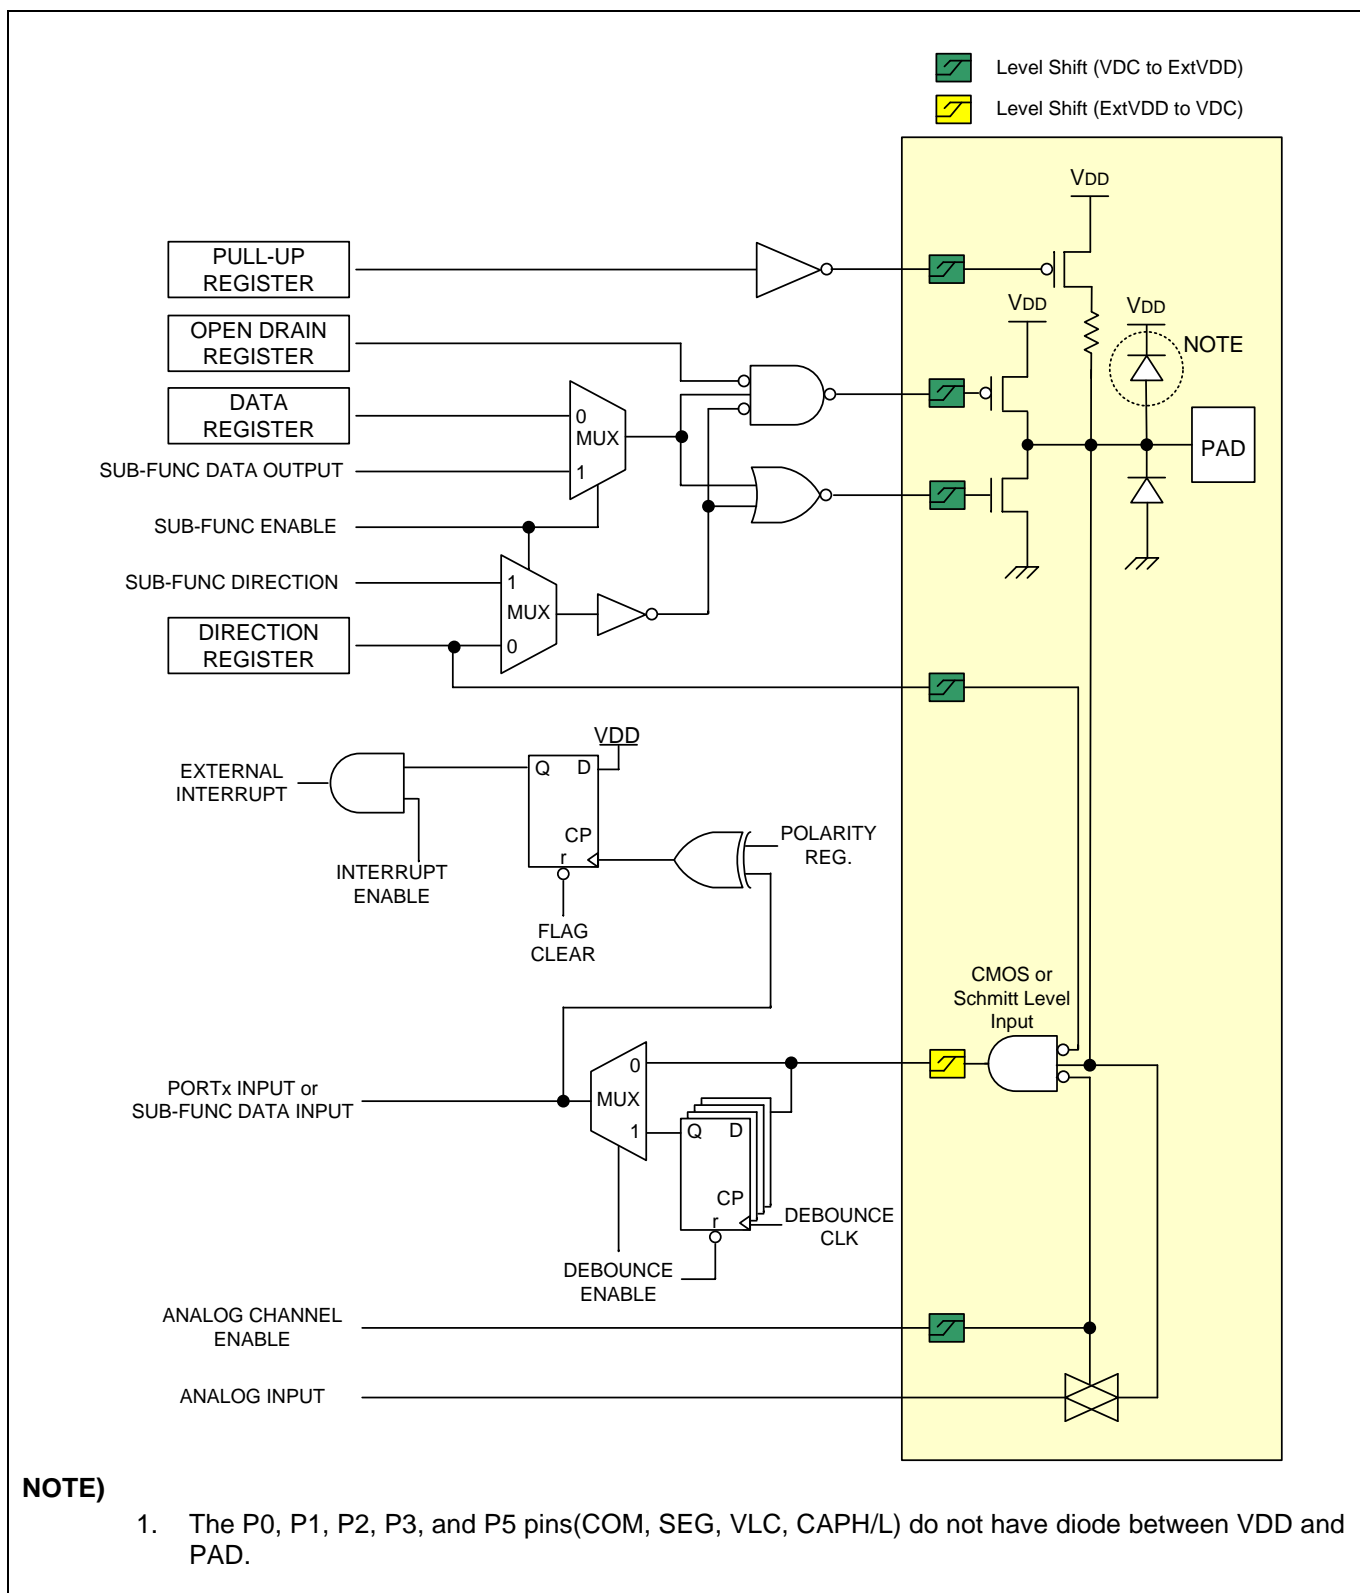 Level Shift (VDC to ExtVDD)
Level Shift (ExtVDD to VDC)
VDD
PULL-UP
REGISTER
VDD
VDD
OPEN DRAIN
REGISTER
NOTE
DATA
REGISTER
0
MUX
1
PAD
SUB-FUNC DATA OUTPUT
SUB-FUNC ENABLE
SUB-FUNC DIRECTION
1
MUX
0
DIRECTION
REGISTER
VDD
Q D
CP
r
EXTERNAL
INTERRUPT
POLARITY
REG.
INTERRUPT
ENABLE
FLAG
CLEAR
CMOS or
Schmitt Level
Input
PORTx INPUT or
SUB-FUNC DATA INPUT
0
MUX
1
Q D
CP
r
DEBOUNCE
CLK
DEBOUNCE
ENABLE
ANALOG CHANNEL
ENABLE
ANALOG INPUT
NOTE)
1. The P0, P1, P2, P3, and P5 pins(COM, SEG, VLC, CAPH/L) do not have diode between VDD and
PAD.